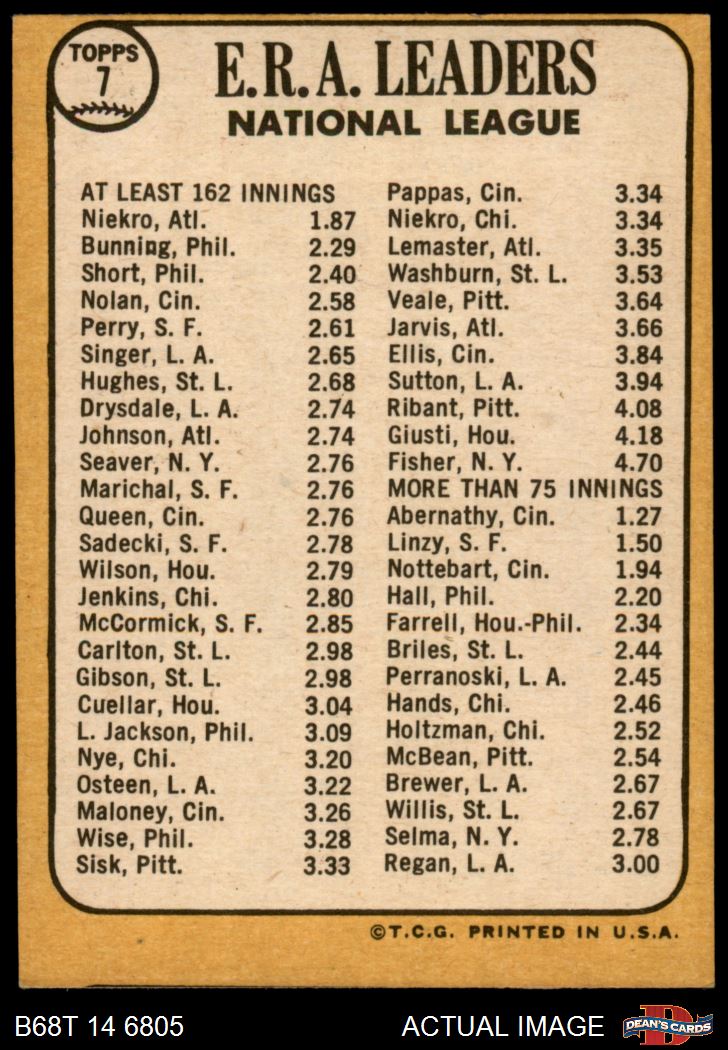 TOPPS
7
E.R.A. LEADERS
NATIONAL LEAGUE
AT LEAST 162 INNINGS
Niekro, Atl. 1.87
Bunning, Phil. 2.29
Short, Phil. 2.40
Nolan, Cin. 2.58
Perry, S. F. 2.61
Singer, L. A. 2.65
Hughes, St. L. 2.68
Drysdale, L. A. 2.74
Johnson, Atl. 2.74
Seaver, N. Y. 2.76
Marichal, S. F. 2.76
Queen, Cin. 2.76
Sadecki, S. F. 2.78
Wilson, Hou. 2.79
Jenkins, Chi. 2.80
McCormick, S. F. 2.85
Carlton, St. L. 2.98
Gibson, St. L. 2.98
Cuellar, Hou. 3.04
L. Jackson, Phil. 3.09
Nye, Chi. 3.20
Osteen, L. A. 3.22
Maloney, Cin. 3.26
Wise, Phil. 3.28
Sisk, Pitt. 3.33
Pappas, Cin. 3.34
Niekro, Chi. 3.34
Lemaster, Atl. 3.35
Washburn, St. L. 3.53
Veale, Pitt. 3.64
Jarvis, Atl. 3.66
Ellis, Cin. 3.84
Sutton, L. A. 3.94
Ribant, Pitt. 4.08
Giusti, Hou. 4.18
Fisher, N. Y. 4.70
MORE THAN 75 INNINGS
Abernathy, Cin. 1.27
Linzy, S. F. 1.50
Nottebart, Cin. 1.94
Hall, Phil. 2.20
Farrell, Hou.-Phil. 2.34
Briles, St. L. 2.44
Perranoski, L. A. 2.45
Hands, Chi. 2.46
Holtzman, Chi. 2.52
McBean, Pitt. 2.54
Brewer, L. A. 2.67
Willis, St. L. 2.67
Selma, N. Y. 2.78
Regan, L. A. 3.00
©T.C.G. PRINTED IN U.S.A.
B68T 14 6805
ACTUAL IMAGE
D
DEAN'S CARDS